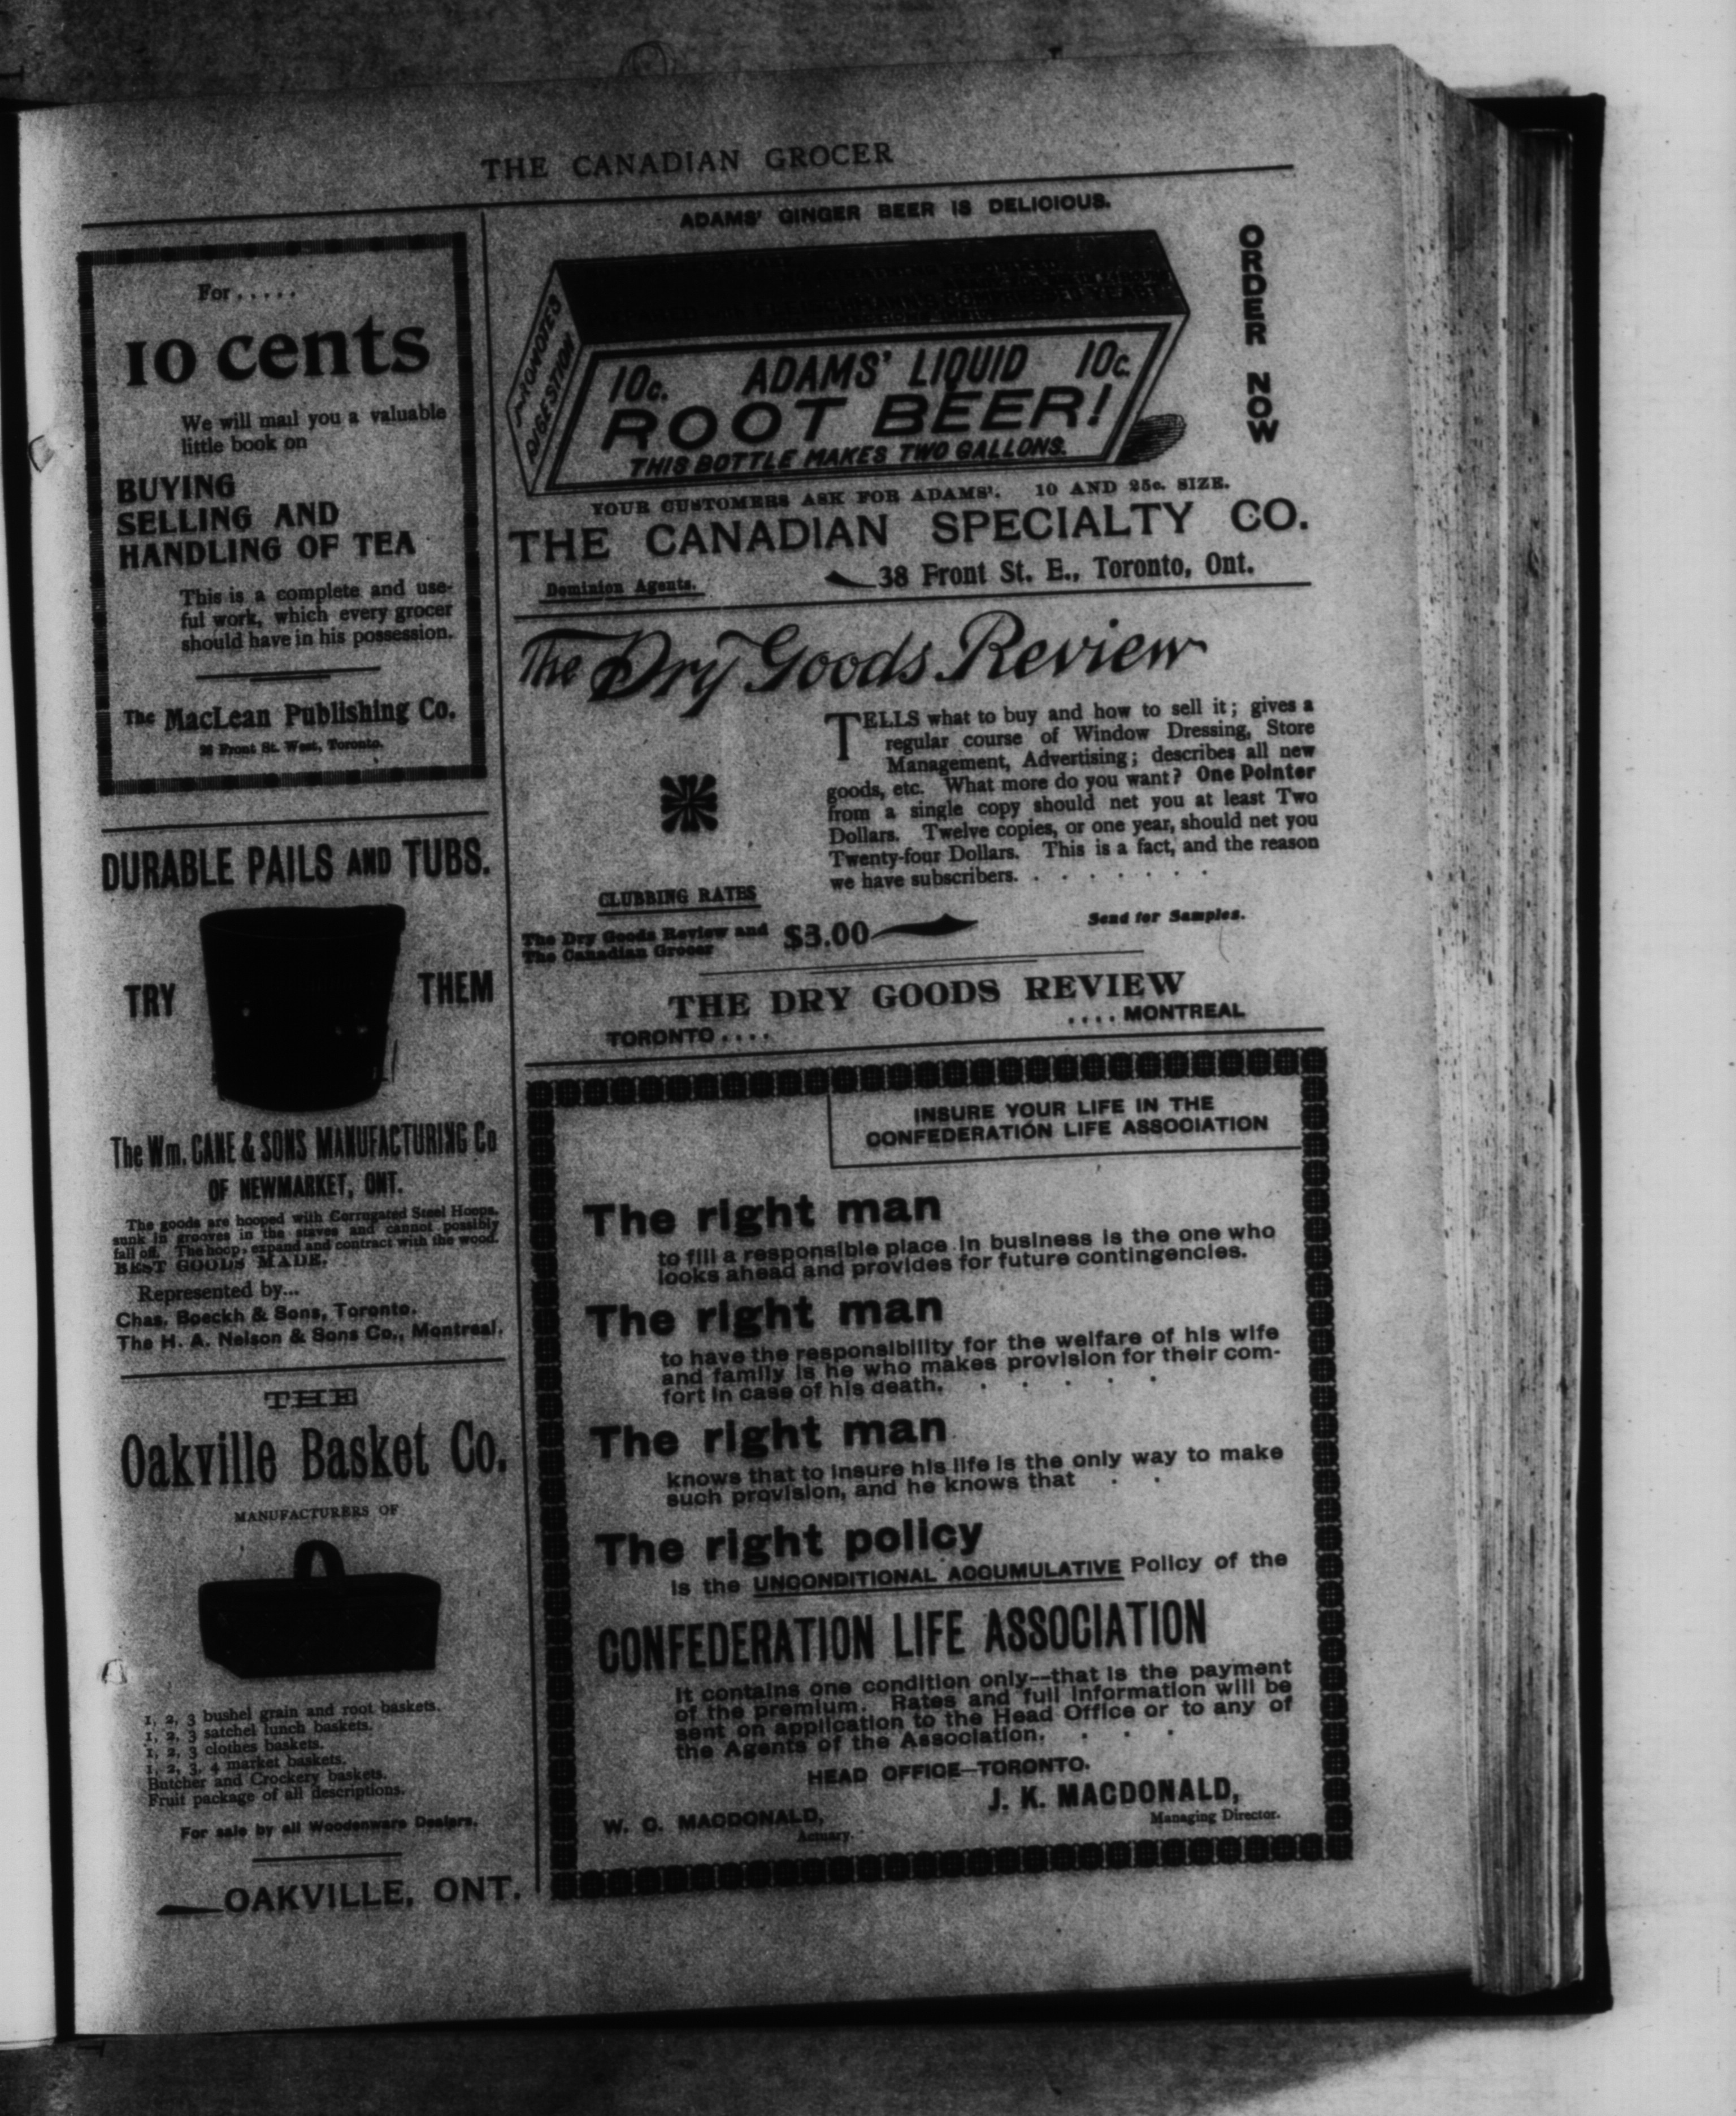 THE CANADIAN GROCER
For.....
10 cents
We will mail you a valuable
little book on
BUYING
SELLING AND
HANDLING OF TEA
This is a complete and use-
ful work, which every grocer
should have in his possession.
The MacLean Publishing Co.
Front St. West, Toronto.
DURABLE PAILS AND TUBS.
TRY THEM
The Wm. CANE & SONS MANUFACTURING Co
OF NEWMARKET, ONT.
The goods are hooped with Corrugated Steel Hoops,
sunk in grooves in the staves and cannot possibly
fall off. The hoops expand and contract with the wood.
BEST GOODS MADE.
Represented by...
Chas. Boeckh & Sons, Toronto.
The H. A. Nelson & Sons Co., Montreal.
THE
Oakville Basket Co.
MANUFACTURERS OF
1, 2, 3 bushel grain and root baskets.
1, 2, 3 satchel lunch baskets.
1, 2, 3 clothes baskets.
1, 2, 3, 4 market baskets.
Butcher and Crockery baskets.
Fruit package of all descriptions.
For sale by all Woodenware Dealers.
OAKVILLE, ONT.
ADAMS' GINGER BEER IS DELICIOUS.
PROMOTES
DIGESTION
10c. ADAMS' LIQUID 10c.
ROOT BEER!
THIS BOTTLE MAKES TWO GALLONS.
ORDER NOW
YOUR CUSTOMERS ASK FOR ADAMS'. 10 AND 25c. SIZE.
THE CANADIAN SPECIALTY CO.
Dominion Agents. 38 Front St. E., Toronto, Ont.
The Dry Goods Review
TELLS what to buy and how to sell it; gives a
regular course of Window Dressing, Store
Management, Advertising; describes all new
goods, etc. What more do you want? One Pointer
from a single copy should net you at least Two
Dollars. Twelve copies, or one year, should net you
Twenty-four Dollars. This is a fact, and the reason
we have subscribers. . . . . . . .
CLUBBING RATES
The Dry Goods Review and
The Canadian Grocer $3.00
Send for Samples.
THE DRY GOODS REVIEW
TORONTO.... ....MONTREAL
INSURE YOUR LIFE IN THE
CONFEDERATION LIFE ASSOCIATION
The right man
to fill a responsible place in business is the one who
looks ahead and provides for future contingencies.
The right man
to have the responsibility for the welfare of his wife
and family is he who makes provision for their com-
fort in case of his death. . . . . .
The right man
knows that to insure his life is the only way to make
such provision, and he knows that . .
The right policy
is the UNCONDITIONAL ACCUMULATIVE Policy of the
CONFEDERATION LIFE ASSOCIATION
It contains one condition only—that is the payment
of the premium. Rates and full information will be
sent on application to the Head Office or to any of
the Agents of the Association. . . .
HEAD OFFICE—TORONTO.
W. C. MACDONALD,
Actuary.
J. K. MACDONALD,
Managing Director.